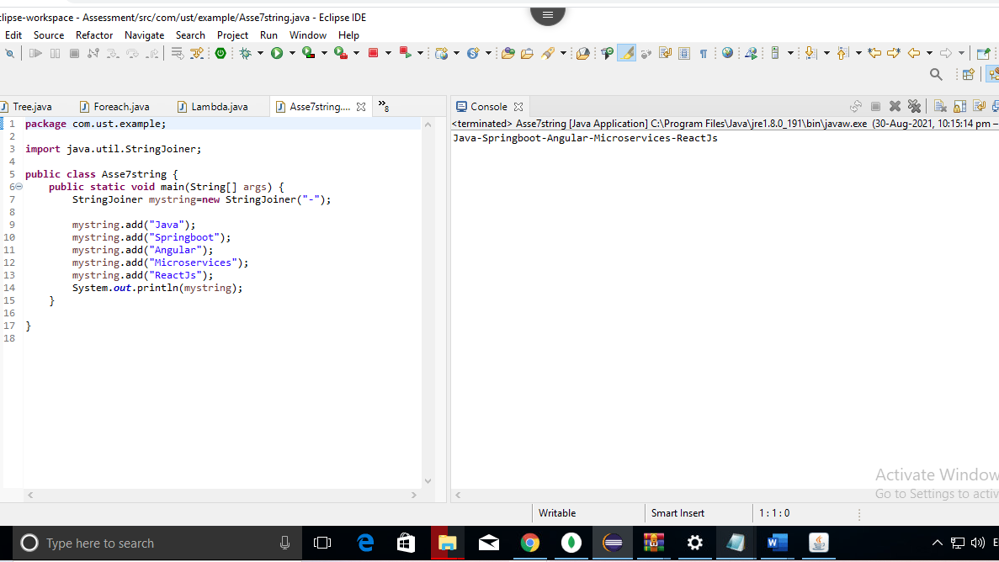 clipse-workspace - Assessment/src/com/ust/example/Asse7string.java - Eclipse IDE
Edit Source Refactor Navigate Search Project Run Window Help
Tree.java Foreach.java Lambda.java Asse7string.... »8
1 package com.ust.example;
2
3 import java.util.StringJoiner;
4
5 public class Asse7string {
6 public static void main(String[] args) {
7 StringJoiner mystring=new StringJoiner("-");
8
9 mystring.add("Java");
10 mystring.add("Springboot");
11 mystring.add("Angular");
12 mystring.add("Microservices");
13 mystring.add("ReactJs");
14 System.out.println(mystring);
15 }
16
17 }
18
Console
<terminated> Asse7string [Java Application] C:\Program Files\Java\jre1.8.0_191\bin\javaw.exe (30-Aug-2021, 10:15:14 pm –
Java-Springboot-Angular-Microservices-ReactJs
Activate Window
Go to Settings to activ
Writable Smart Insert 1 : 1 : 0
Type here to search
E